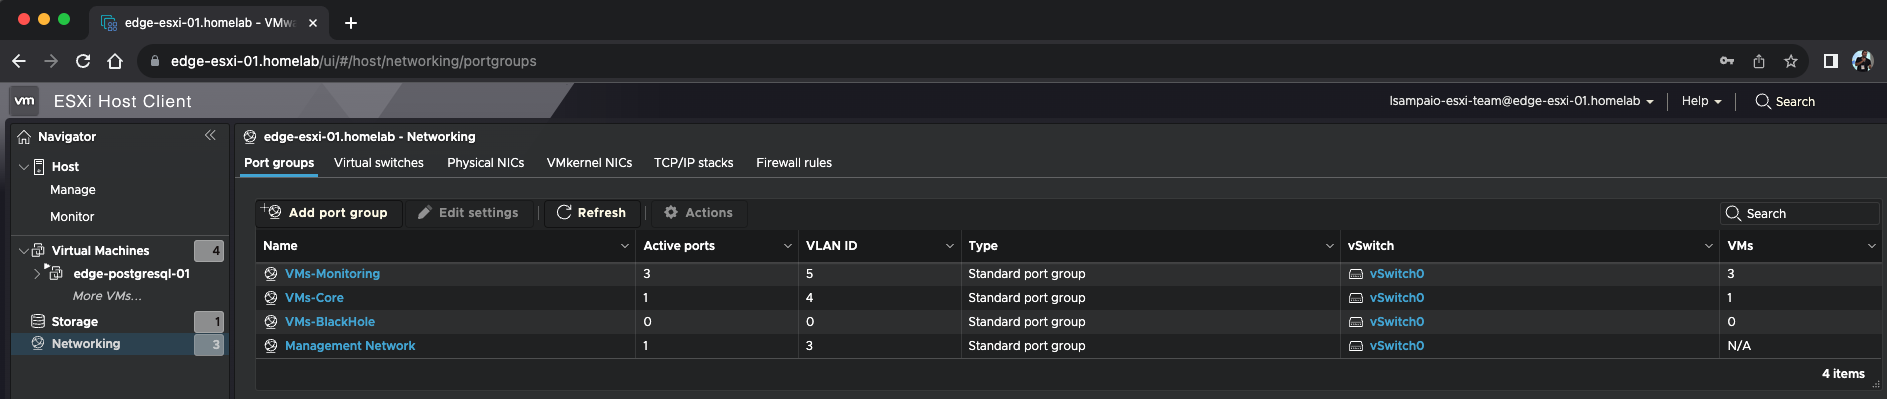 edge-esxi-01.homelab - VMwa
edge-esxi-01.homelab/ui/#/host/networking/portgroups
vm ESXi Host Client
lsampaio-esxi-team@edge-esxi-01.homelab Help Search
Navigator
Host
Manage
Monitor
Virtual Machines 4
edge-postgresql-01
More VMs...
Storage 1
Networking 3
edge-esxi-01.homelab - Networking
Port groups Virtual switches Physical NICs VMkernel NICs TCP/IP stacks Firewall rules
Add port group Edit settings Refresh Actions Search
Name Active ports VLAN ID Type vSwitch VMs
VMs-Monitoring 3 5 Standard port group vSwitch0 3
VMs-Core 1 4 Standard port group vSwitch0 1
VMs-BlackHole 0 0 Standard port group vSwitch0 0
Management Network 1 3 Standard port group vSwitch0 N/A
4 items